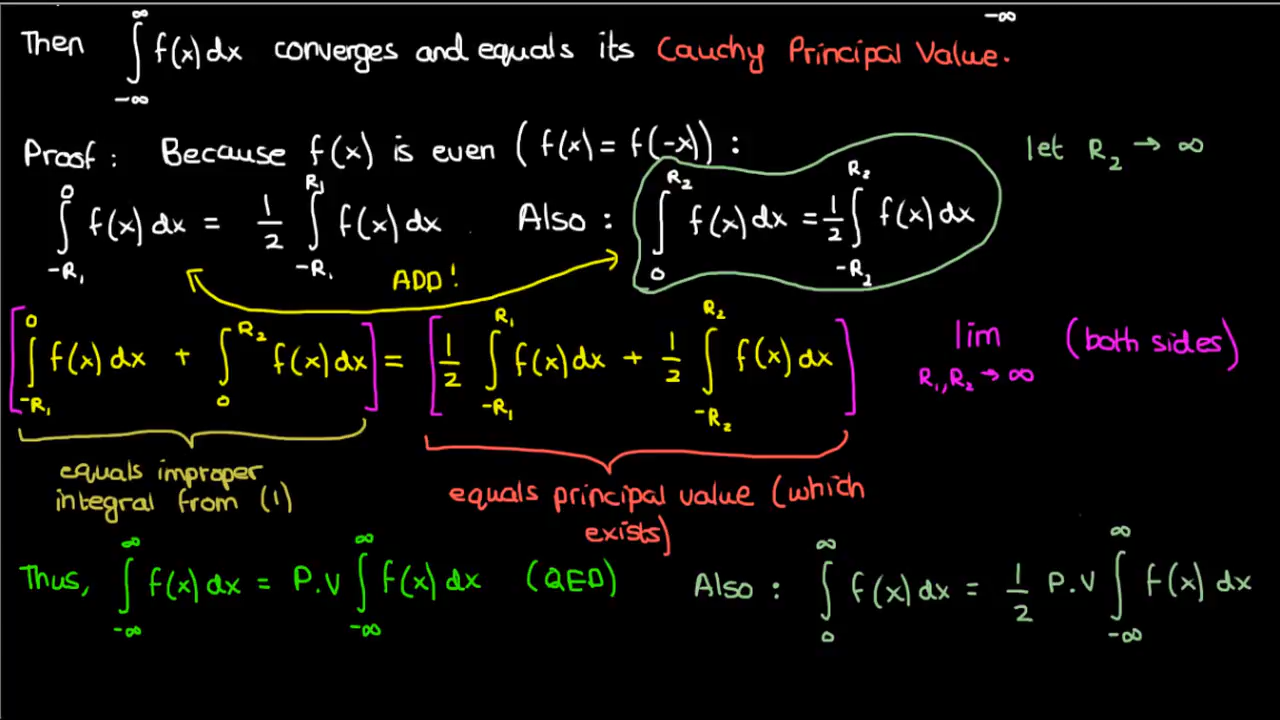 -∞
Then ∫_{-∞}^{∞} f(x) dx converges and equals its Cauchy Principal Value.
Proof: Because f(x) is even (f(x) = f(-x)): let R₂ → ∞
∫_{-R₁}^{0} f(x) dx = 1/2 ∫_{-R₁}^{R₁} f(x) dx. Also: ∫_{0}^{R₂} f(x) dx = 1/2 ∫_{-R₂}^{R₂} f(x) dx
ADD!
[∫_{-R₁}^{0} f(x) dx + ∫_{0}^{R₂} f(x) dx] = [1/2 ∫_{-R₁}^{R₁} f(x) dx + 1/2 ∫_{-R₂}^{R₂} f(x) dx] lim_{R₁,R₂ → ∞} (both sides)
equals improper
integral from (1)
equals principal value (which
exists)
Thus, ∫_{-∞}^{∞} f(x) dx = P.V ∫_{-∞}^{∞} f(x) dx (QED) Also: ∫_{0}^{∞} f(x) dx = 1/2 P.V ∫_{-∞}^{∞} f(x) dx